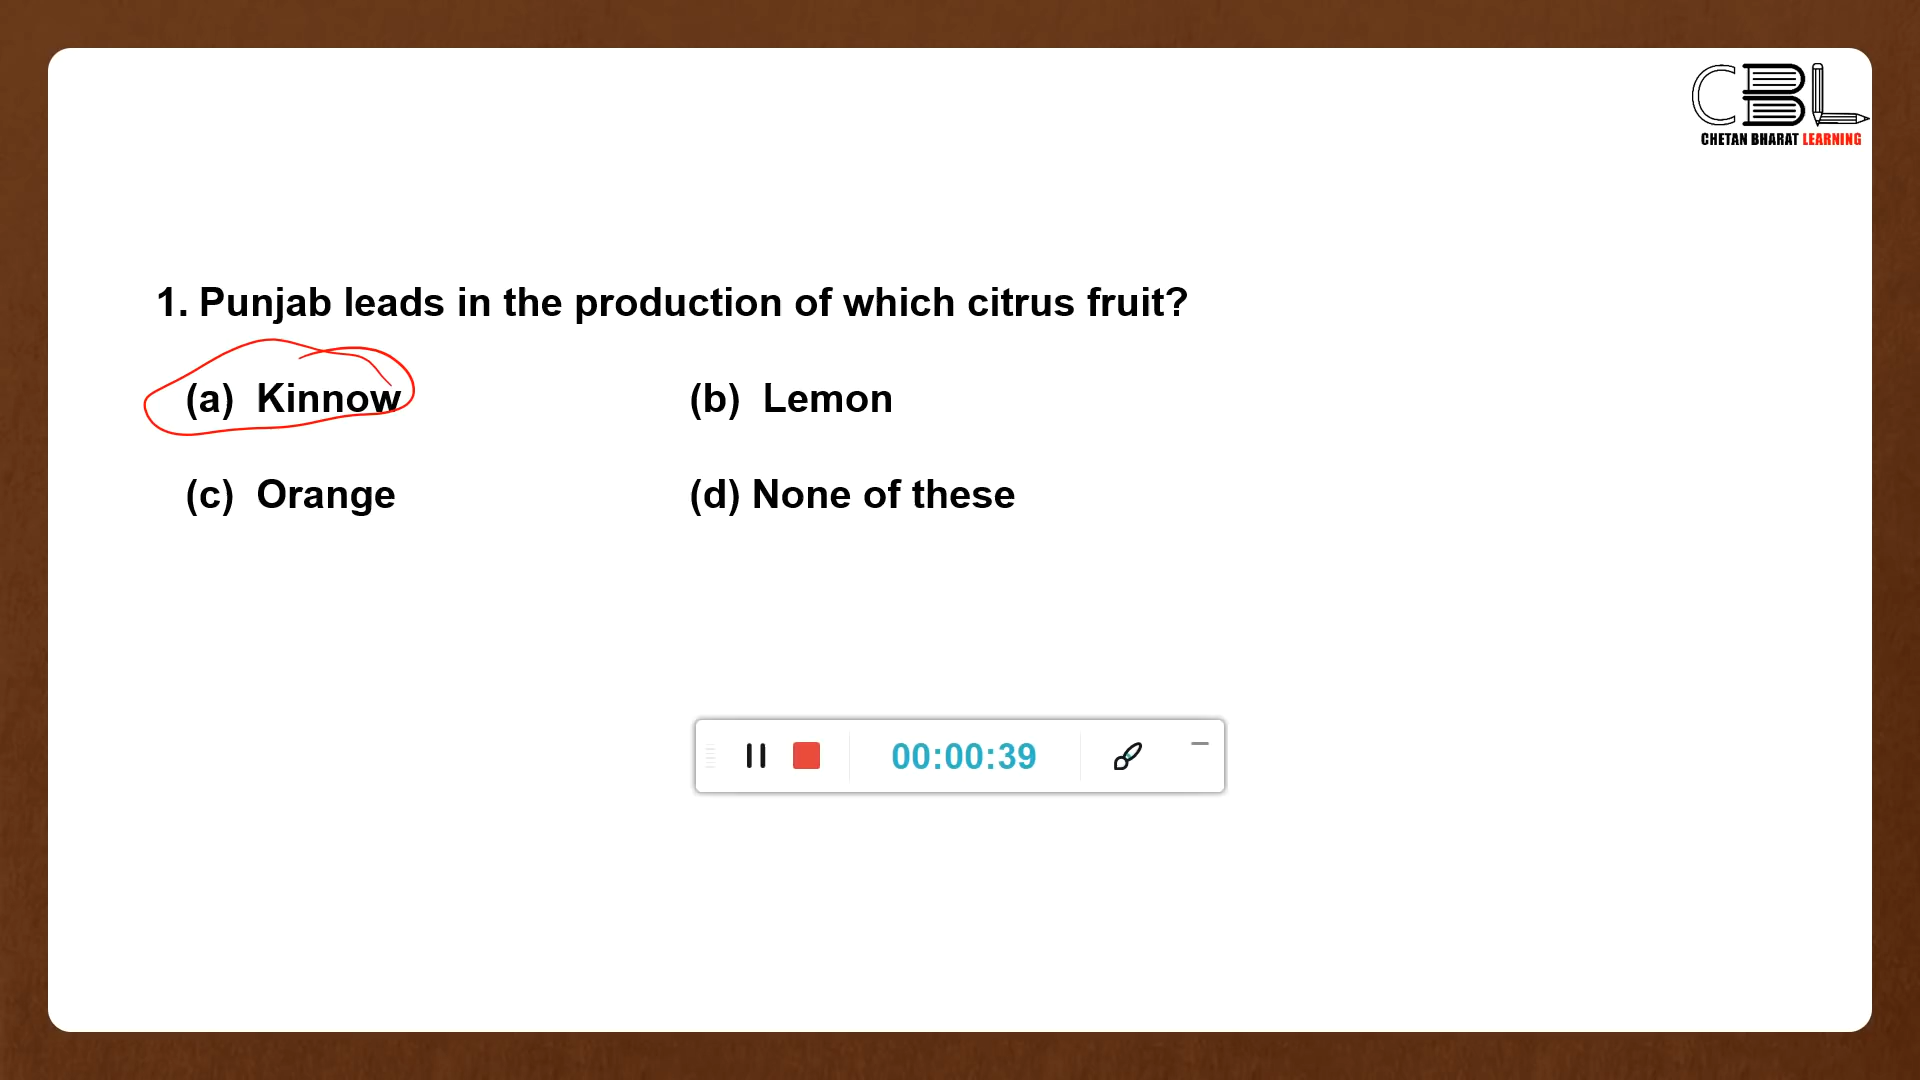 CBL
CHETAN BHARAT LEARNING
1. Punjab leads in the production of which citrus fruit?
(a) Kinnow (b) Lemon
(c) Orange (d) None of these
00:00:39